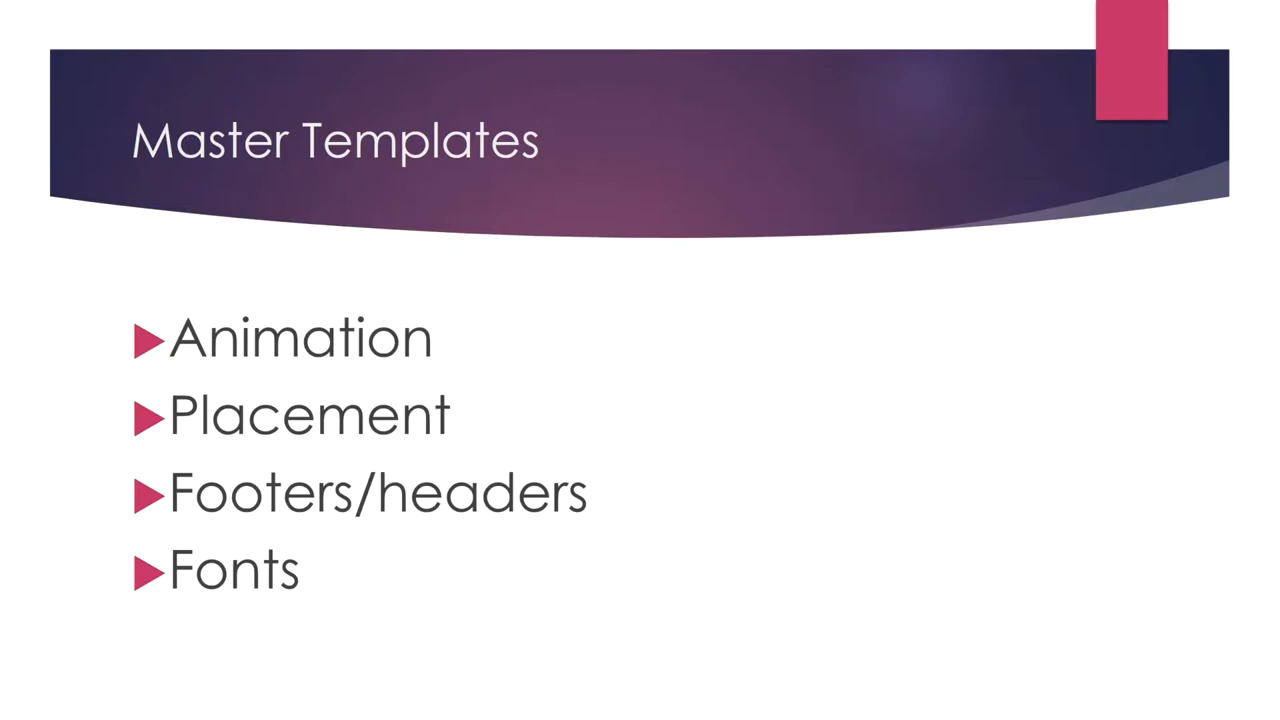 Master Templates
Animation
Placement
Footers/headers
Fonts